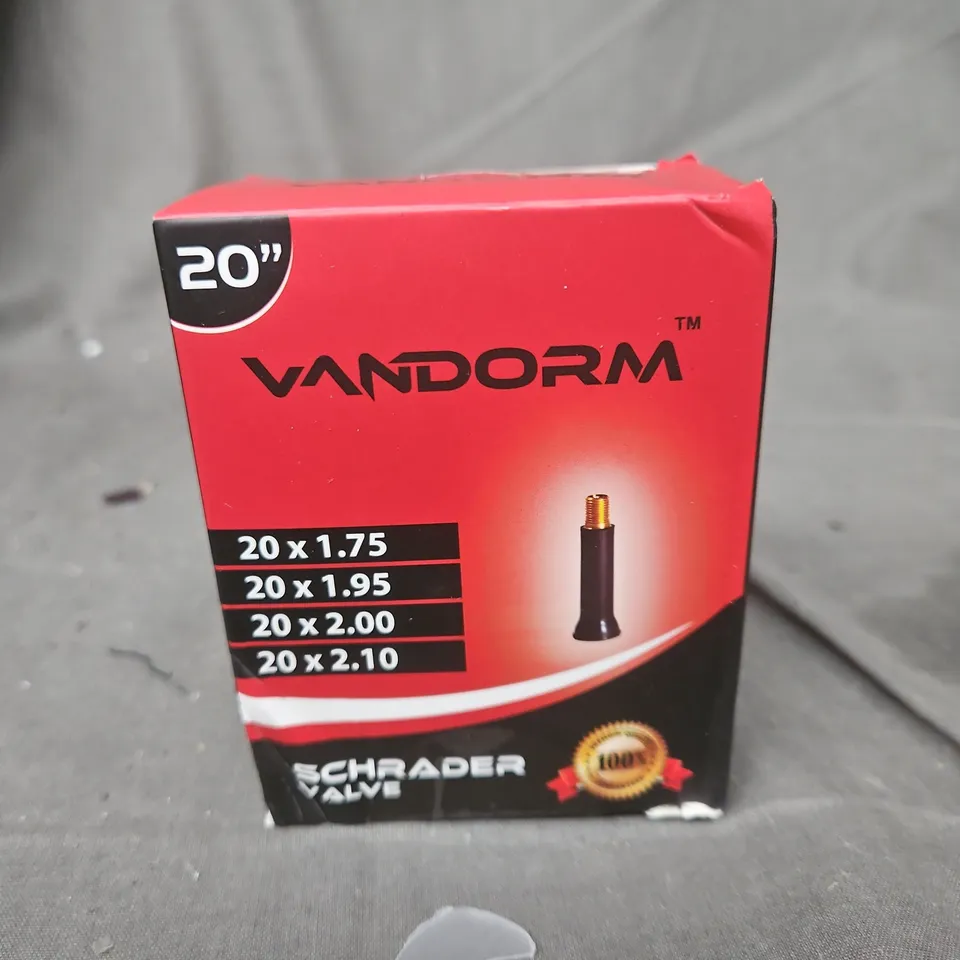 20”
VANDORM™
20 x 1.75
20 x 1.95
20 x 2.00
20 x 2.10
SCHRADER
VALVE
100%